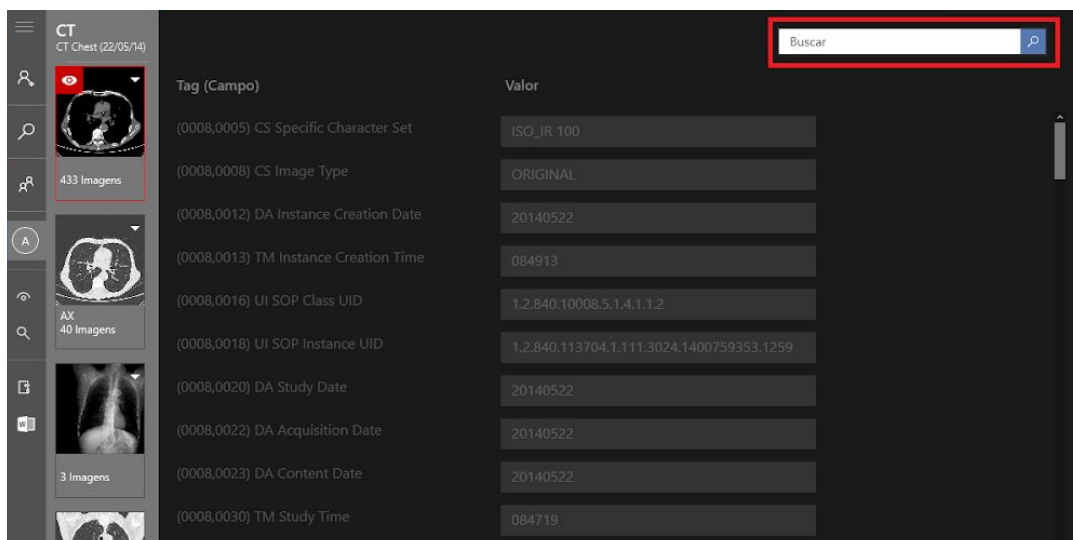 CT
CT Chest (22/05/14)
433 Imagens
AX
40 Imagens
3 Imagens
A
W
Buscar
Tag (Campo) Valor
(0008,0005) CS Specific Character Set ISO_IR 100
(0008,0008) CS Image Type ORIGINAL
(0008,0012) DA Instance Creation Date 20140522
(0008,0013) TM Instance Creation Time 084913
(0008,0016) UI SOP Class UID 1.2.840.10008.5.1.4.1.1.2
(0008,0018) UI SOP Instance UID 1.2.840.113704.1.111.3024.1400759353.1259
(0008,0020) DA Study Date 20140522
(0008,0022) DA Acquisition Date 20140522
(0008,0023) DA Content Date 20140522
(0008,0030) TM Study Time 084719